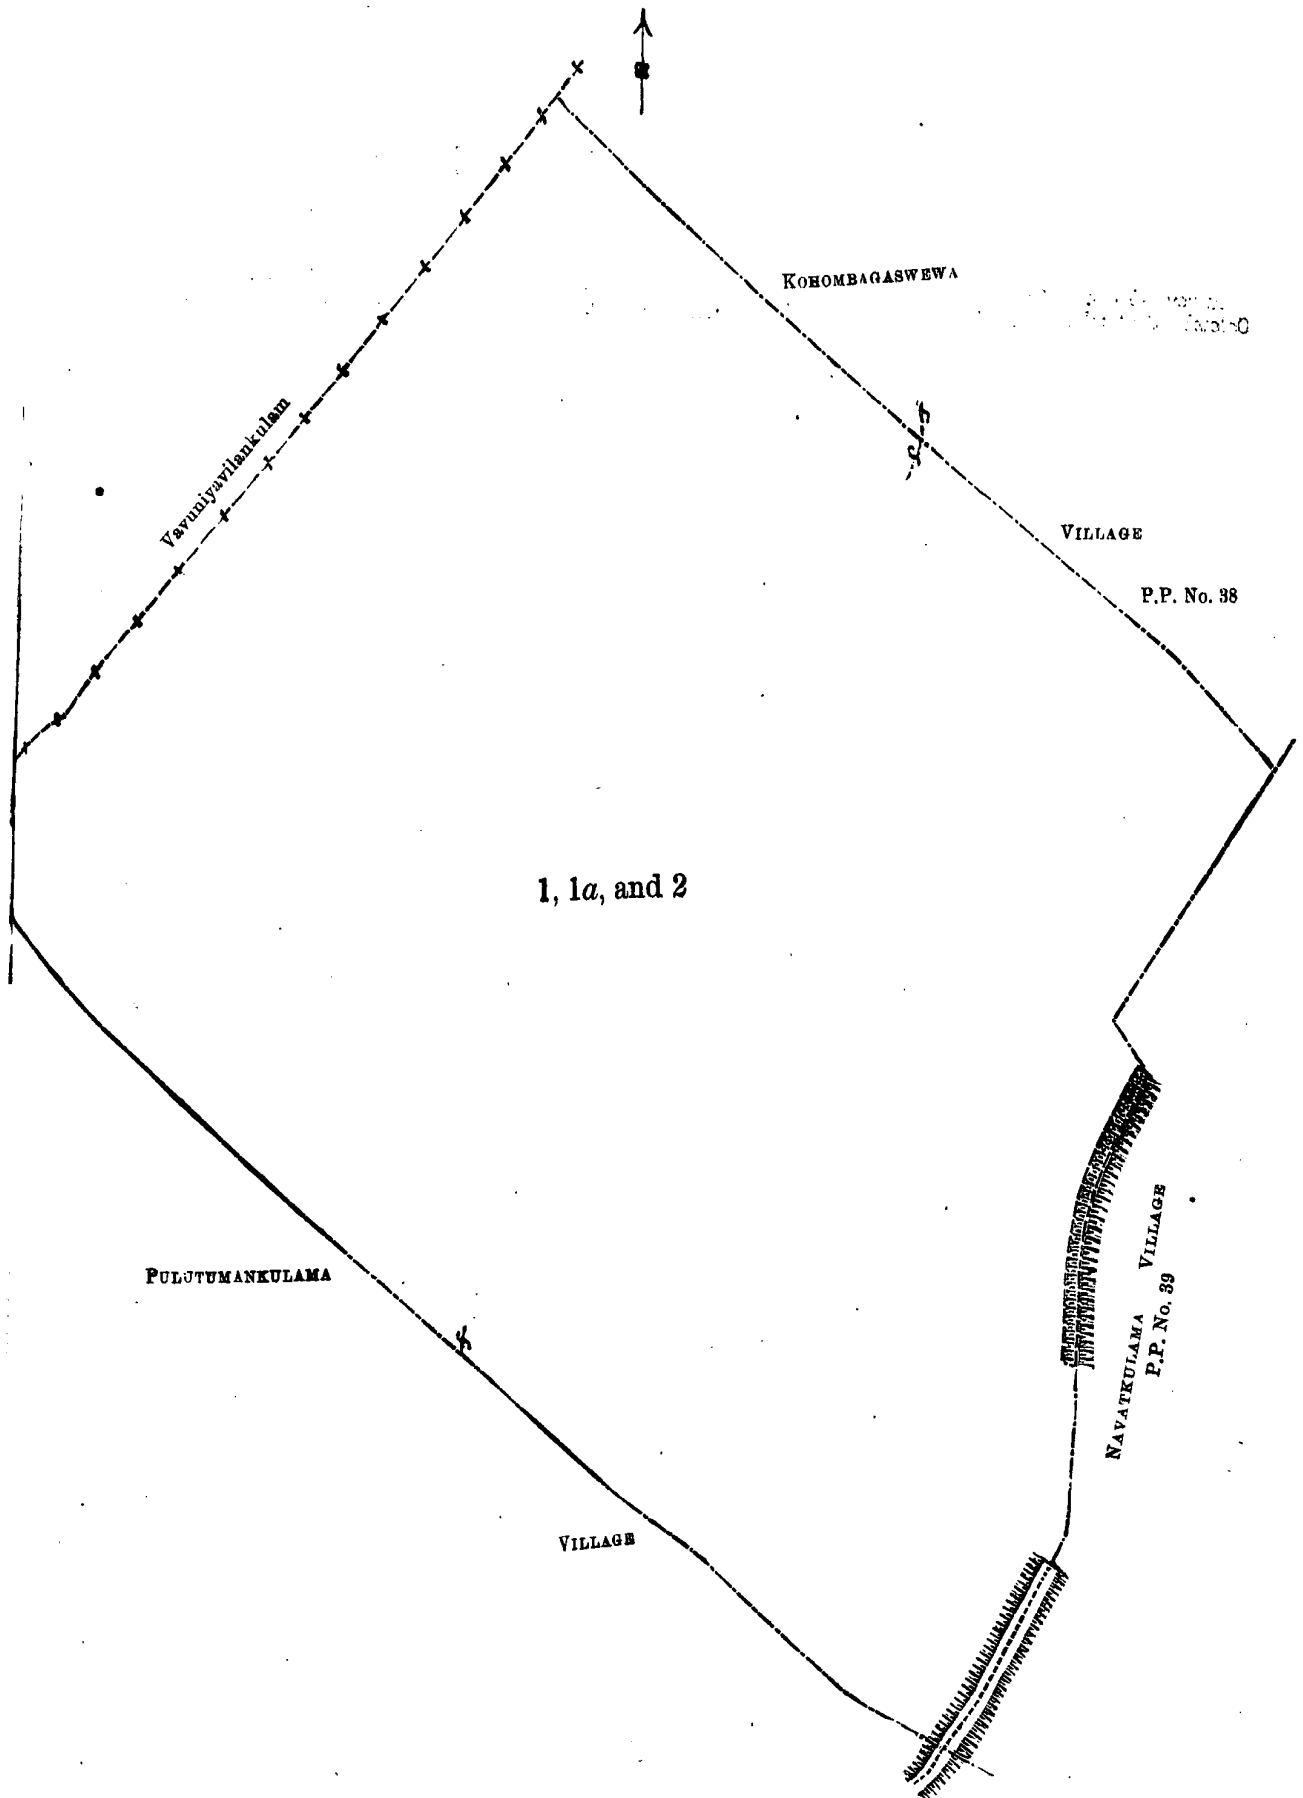 KOHOMBAGASWEWA
Vavuniyavilankulam
VILLAGE
P.P. No. 38
1, 1a, and 2
NAVATKULAMA VILLAGE
P.P. No. 39
PULUTUMANKULAMA
VILLAGE